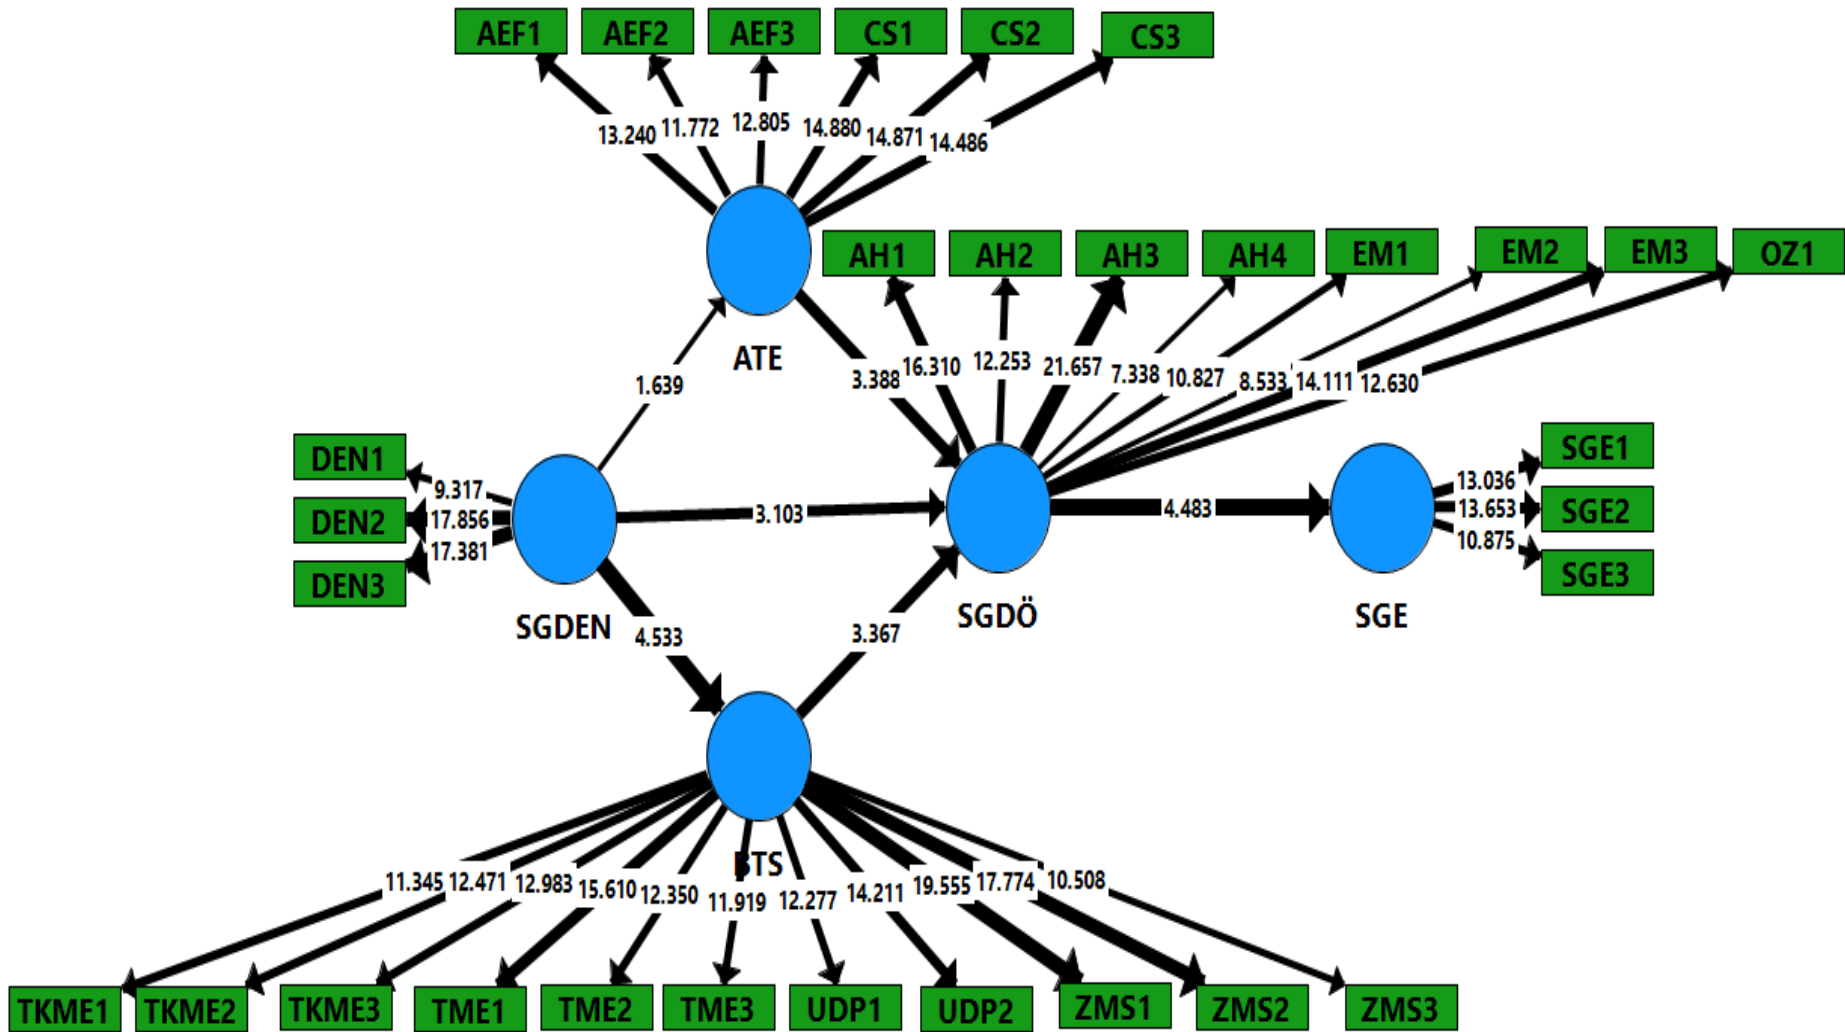 AEF1 AEF2 AEF3 CS1 CS2 CS3
13.240 11.772 12.805 14.880 14.871 14.486
AH1 AH2 AH3 AH4 EM1 EM2 EM3 OZ1
ATE
1.639 3.388 16.310 12.253 21.657 7.338 10.827 8.533 14.111 12.630
DEN1 9.317
DEN2 17.856
DEN3 17.381
3.103
4.483
13.036 SGE1
13.653 SGE2
10.875 SGE3
SGDEN SGDÖ SGE
4.533 3.367
BTS
11.345 12.471 12.983 15.610 12.350 11.919 12.277 14.211 19.555 17.774 10.508
TKME1 TKME2 TKME3 TME1 TME2 TME3 UDP1 UDP2 ZMS1 ZMS2 ZMS3